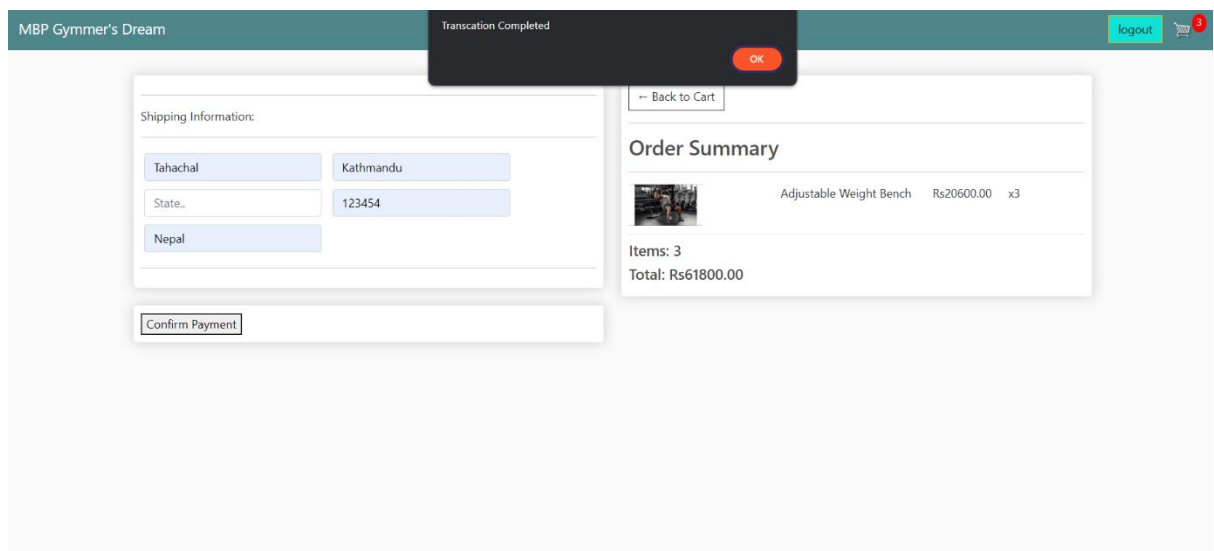 MBP Gymmer's Dream
Transcation Completed
OK
logout
3
Shipping Information:
Tahachal
Kathmandu
State..
123454
Nepal
Confirm Payment
← Back to Cart
Order Summary
Adjustable Weight Bench Rs20600.00 x3
Items: 3
Total: Rs61800.00